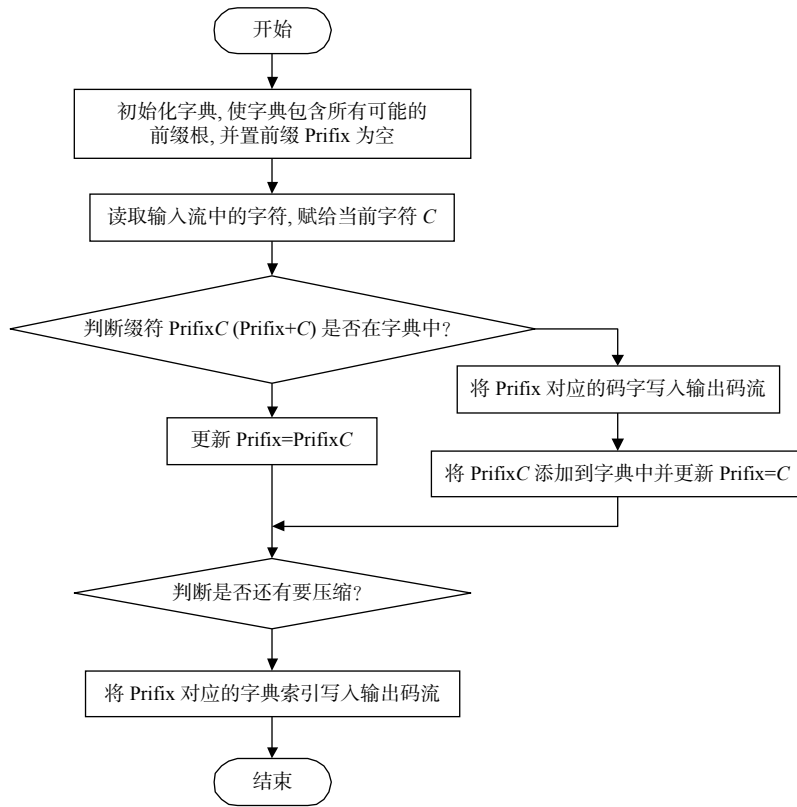 开始
初始化字典, 使字典包含所有可能的
前缀根, 并置前缀 Prifix 为空
读取输入流中的字符, 赋给当前字符 C
判断缀符 PrifixC (Prifix+C) 是否在字典中?
将 Prifix 对应的码字写入输出码流
更新 Prifix=PrifixC
将 PrifixC 添加到字典中并更新 Prifix=C
判断是否还有要压缩?
将 Prifix 对应的字典索引写入输出码流
结束